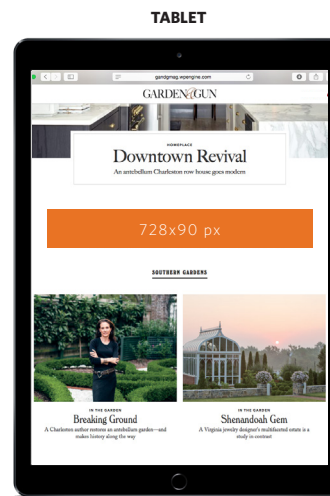 TABLET
gandgmag.wpengine.com
GARDEN & GUN
HOMEPLACE
Downtown Revival
An antebellum Charleston row house goes modern
728x90 px
SOUTHERN GARDENS
IN THE GARDEN
Breaking Ground
A Charleston author restores an antebellum garden—and
makes history along the way
IN THE GARDEN
Shenandoah Gem
A Virginia jewelry designer's multifaceted estate is a
study in contrast